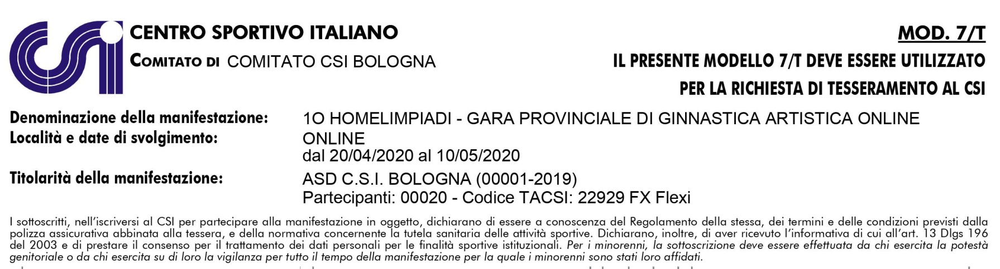 CSI
CENTRO SPORTIVO ITALIANO
COMITATO DI COMITATO CSI BOLOGNA
MOD. 7/T
IL PRESENTE MODELLO 7/T DEVE ESSERE UTILIZZATO
PER LA RICHIESTA DI TESSERAMENTO AL CSI
Denominazione della manifestazione: 1O HOMELIMPIADI - GARA PROVINCIALE DI GINNASTICA ARTISTICA ONLINE
Località e date di svolgimento: ONLINE
dal 20/04/2020 al 10/05/2020
Titolarità della manifestazione: ASD C.S.I. BOLOGNA (00001-2019)
Partecipanti: 00020 - Codice TACSI: 22929 FX Flexi
I sottoscritti, nell'iscriversi al CSI per partecipare alla manifestazione in oggetto, dichiarano di essere a conoscenza del Regolamento della stessa, dei termini e delle condizioni previsti dalla
polizza assicurativa abbinata alla tessera, e della normativa concernente la tutela sanitaria delle attività sportive. Dichiarano, inoltre, di aver ricevuto l'informativa di cui all'art. 13 Dlgs 196
del 2003 e di prestare il consenso per il trattamento dei dati personali per le finalità sportive istituzionali. Per i minorenni, la sottoscrizione deve essere effettuata da chi esercita la potestà
genitoriale o da chi esercita su di loro la vigilanza per tutto il tempo della manifestazione per la quale i minorenni sono stati loro affidati.